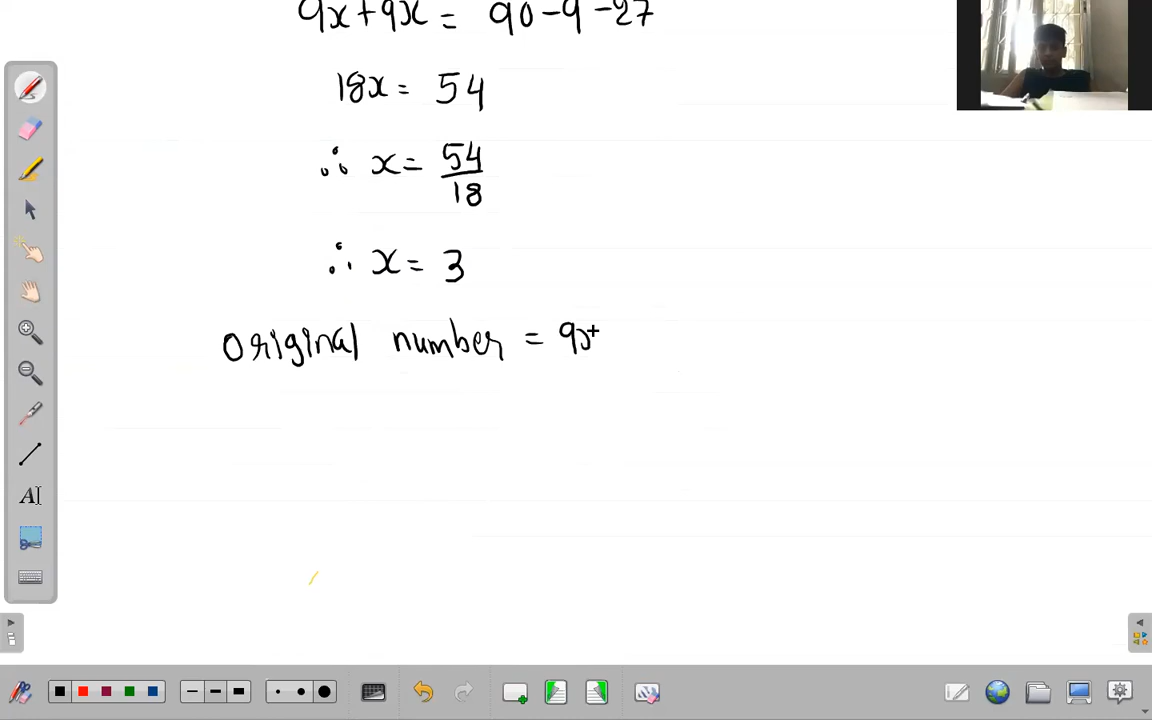 9x + 9x = 90 - 9 - 27
18x = 54
∴ x = 54/18
∴ x = 3
Original number = 9x